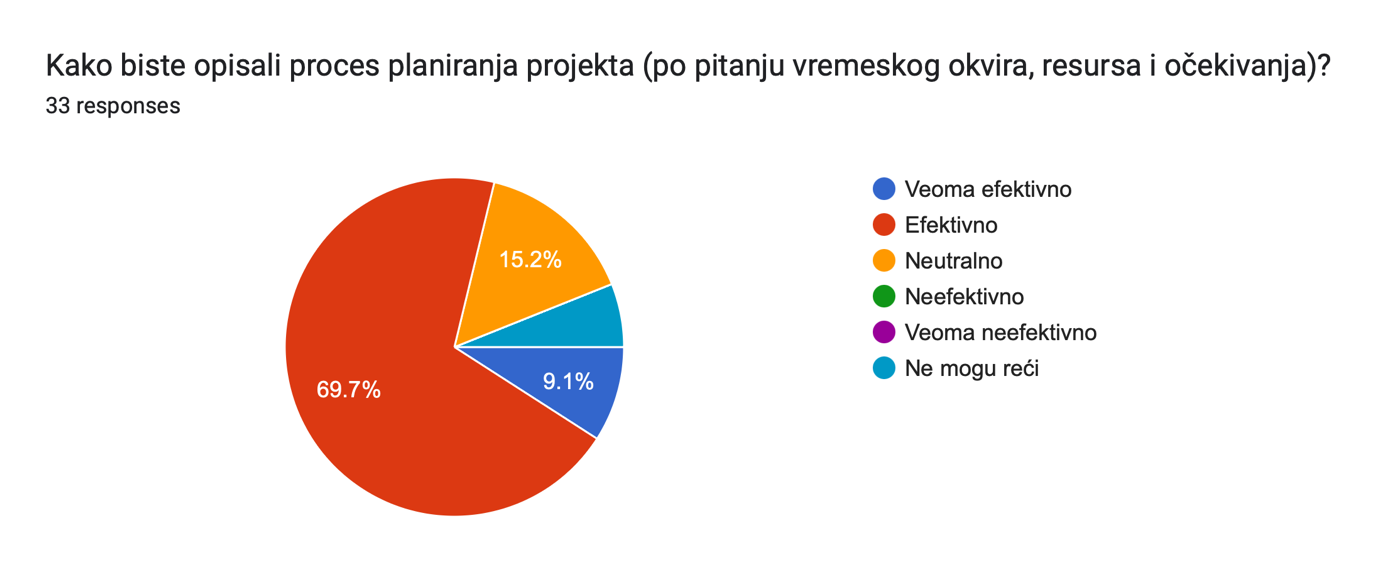 Kako biste opisali proces planiranja projekta (po pitanju vremeskog okvira, resursa i očekivanja)?
33 responses
15.2%
9.1%
69.7%
Veoma efektivno
Efektivno
Neutralno
Neefektivno
Veoma neefektivno
Ne mogu reći